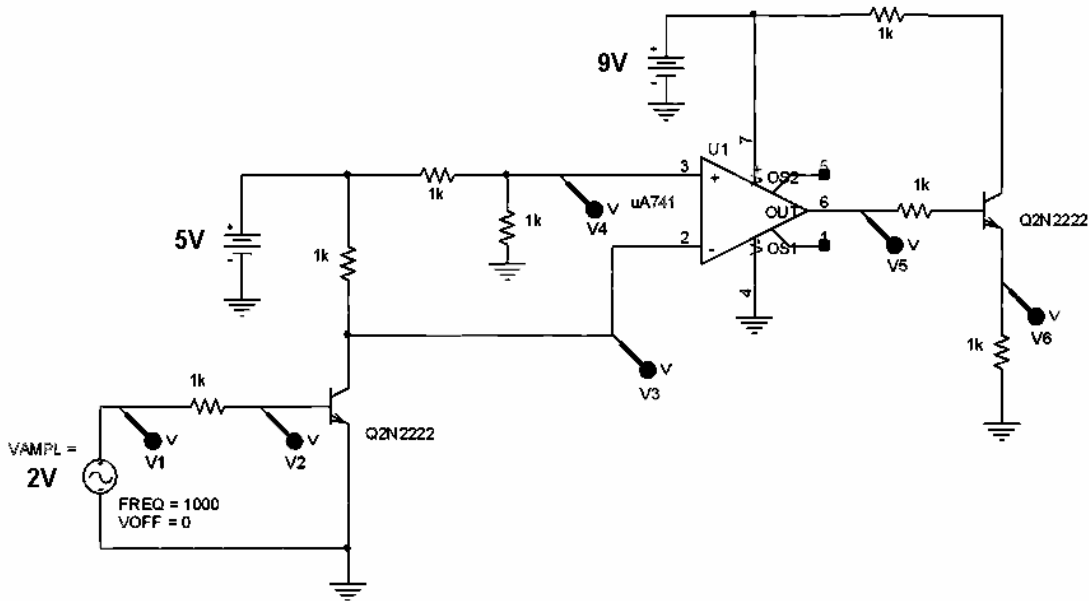 1k
+
9V
-
7
U1
3
V+
OS2
5
+
1k
uA741
6
1k
OUT
V
V4
+
5V
-
1k
1k
2
-
V-
OS1
1
V
V5
Q2N2222
4
V
V6
1k
V
V3
1k
Q2N2222
VAMPL =
2V
V
V1
V
V2
FREQ = 1000
VOFF = 0